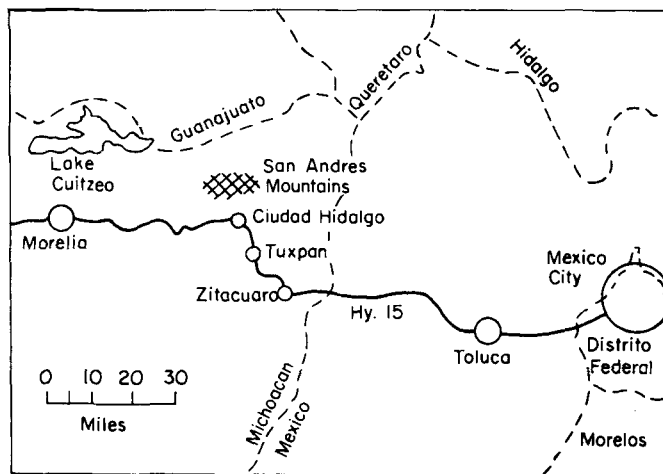 Guanajuato
Queretaro
Hidalgo
Lake
Cuitzeo
San Andres
Mountains
Morelia
Ciudad Hidalgo
Tuxpan
Zitacuaro
Hy. 15
Toluca
Mexico
City
Distrito
Federal
Michoacan
Mexico
Morelos
0 10 20 30
Miles